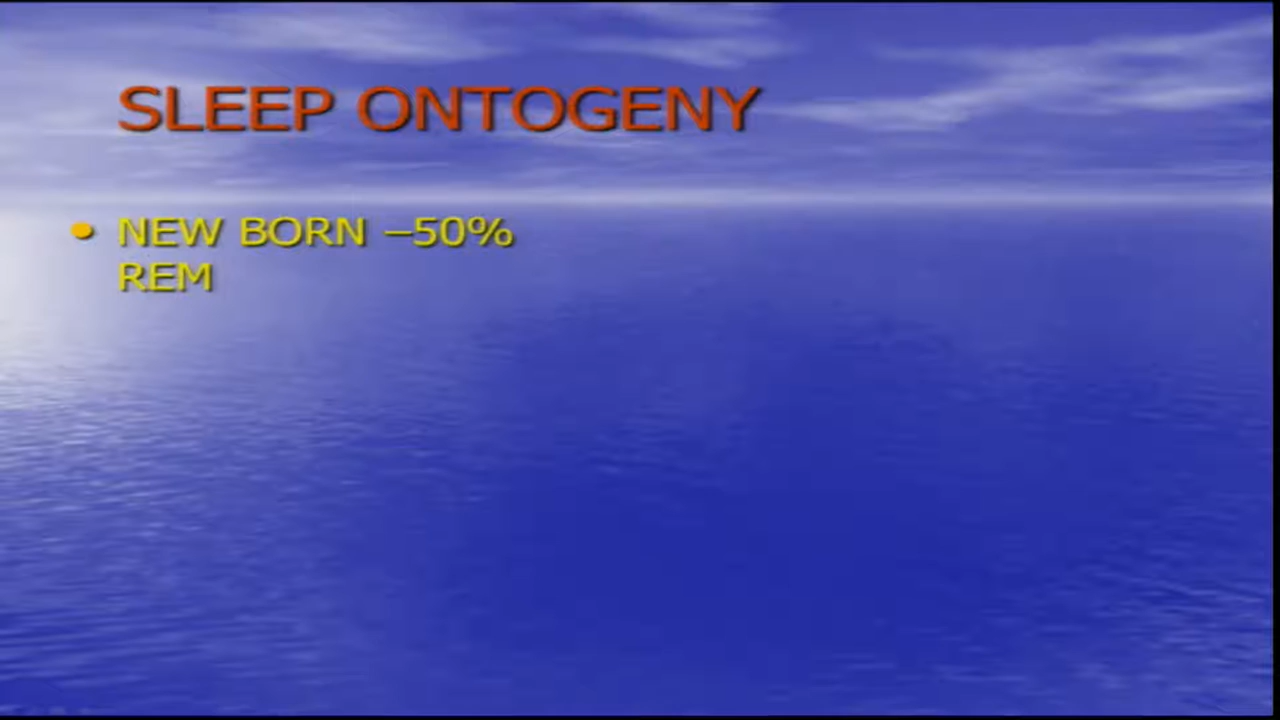 SLEEP ONTOGENY
• NEW BORN –50%
REM